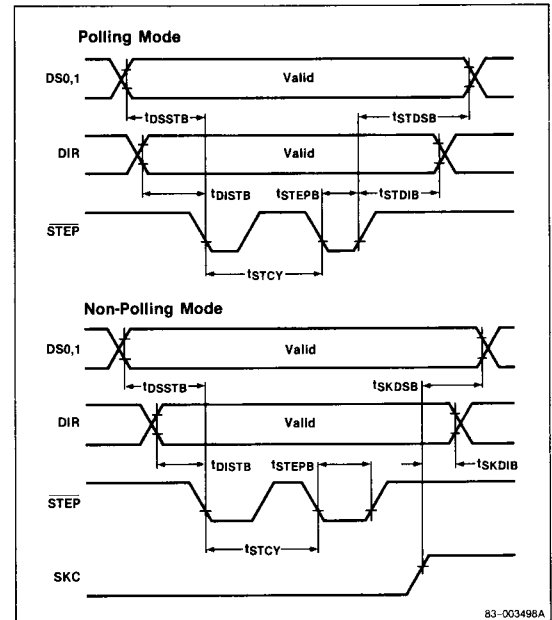 Polling Mode
DS0,1
Valid
tDSSTB
tSTDSB
DIR
Valid
tDISTB
tSTEPB
tSTDIB
STEP
tSTCY
Non-Polling Mode
DS0,1
Valid
tDSSTB
tSKDSB
DIR
Valid
tDISTB
tSTEPB
tSKDIB
STEP
tSTCY
SKC
83-003498A